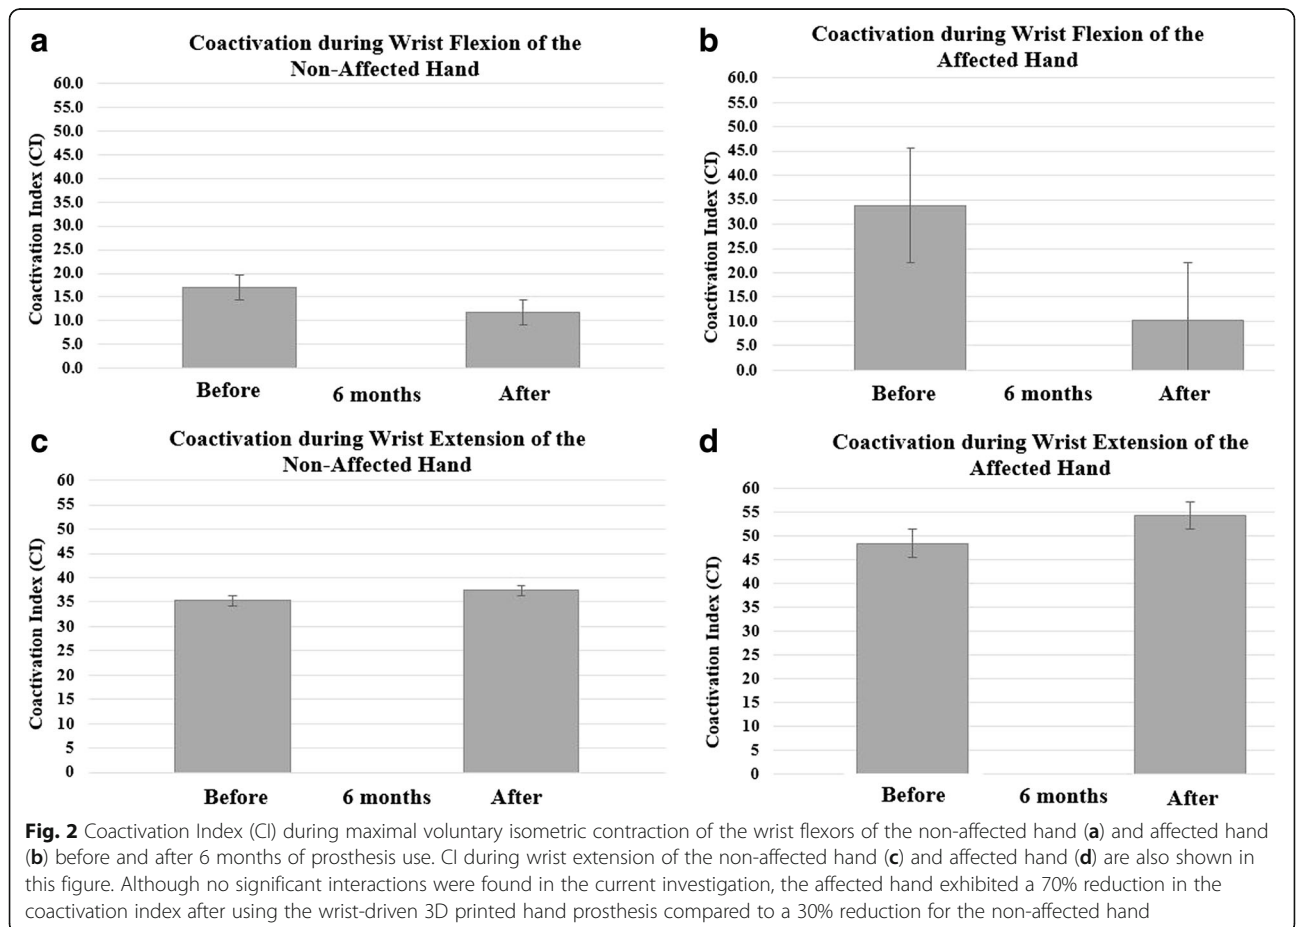 a
Coactivation during Wrist Flexion of the
Non-Affected Hand
60.0
55.0
50.0
45.0
40.0
35.0
30.0
25.0
20.0
15.0
10.0
5.0
0.0
Coactivation Index (CI)
Before
6 months
After
b
Coactivation during Wrist Flexion of the
Affected Hand
60.0
55.0
50.0
45.0
40.0
35.0
30.0
25.0
20.0
15.0
10.0
5.0
0.0
Coactivation Index (CI)
Before
6 months
After
c
Coactivation during Wrist Extension of the
Non-Affected Hand
60
55
50
45
40
35
30
25
20
15
10
5
0
Coactivation Index (CI)
Before
6 months
After
d
Coactivation during Wrist Extension of the
Affected Hand
60
55
50
45
40
35
30
25
20
15
10
5
0
Coactivation Index (CI)
Before
6 months
After
Fig. 2 Coactivation Index (CI) during maximal voluntary isometric contraction of the wrist flexors of the non-affected hand (a) and affected hand
(b) before and after 6 months of prosthesis use. CI during wrist extension of the non-affected hand (c) and affected hand (d) are also shown in
this figure. Although no significant interactions were found in the current investigation, the affected hand exhibited a 70% reduction in the
coactivation index after using the wrist-driven 3D printed hand prosthesis compared to a 30% reduction for the non-affected hand